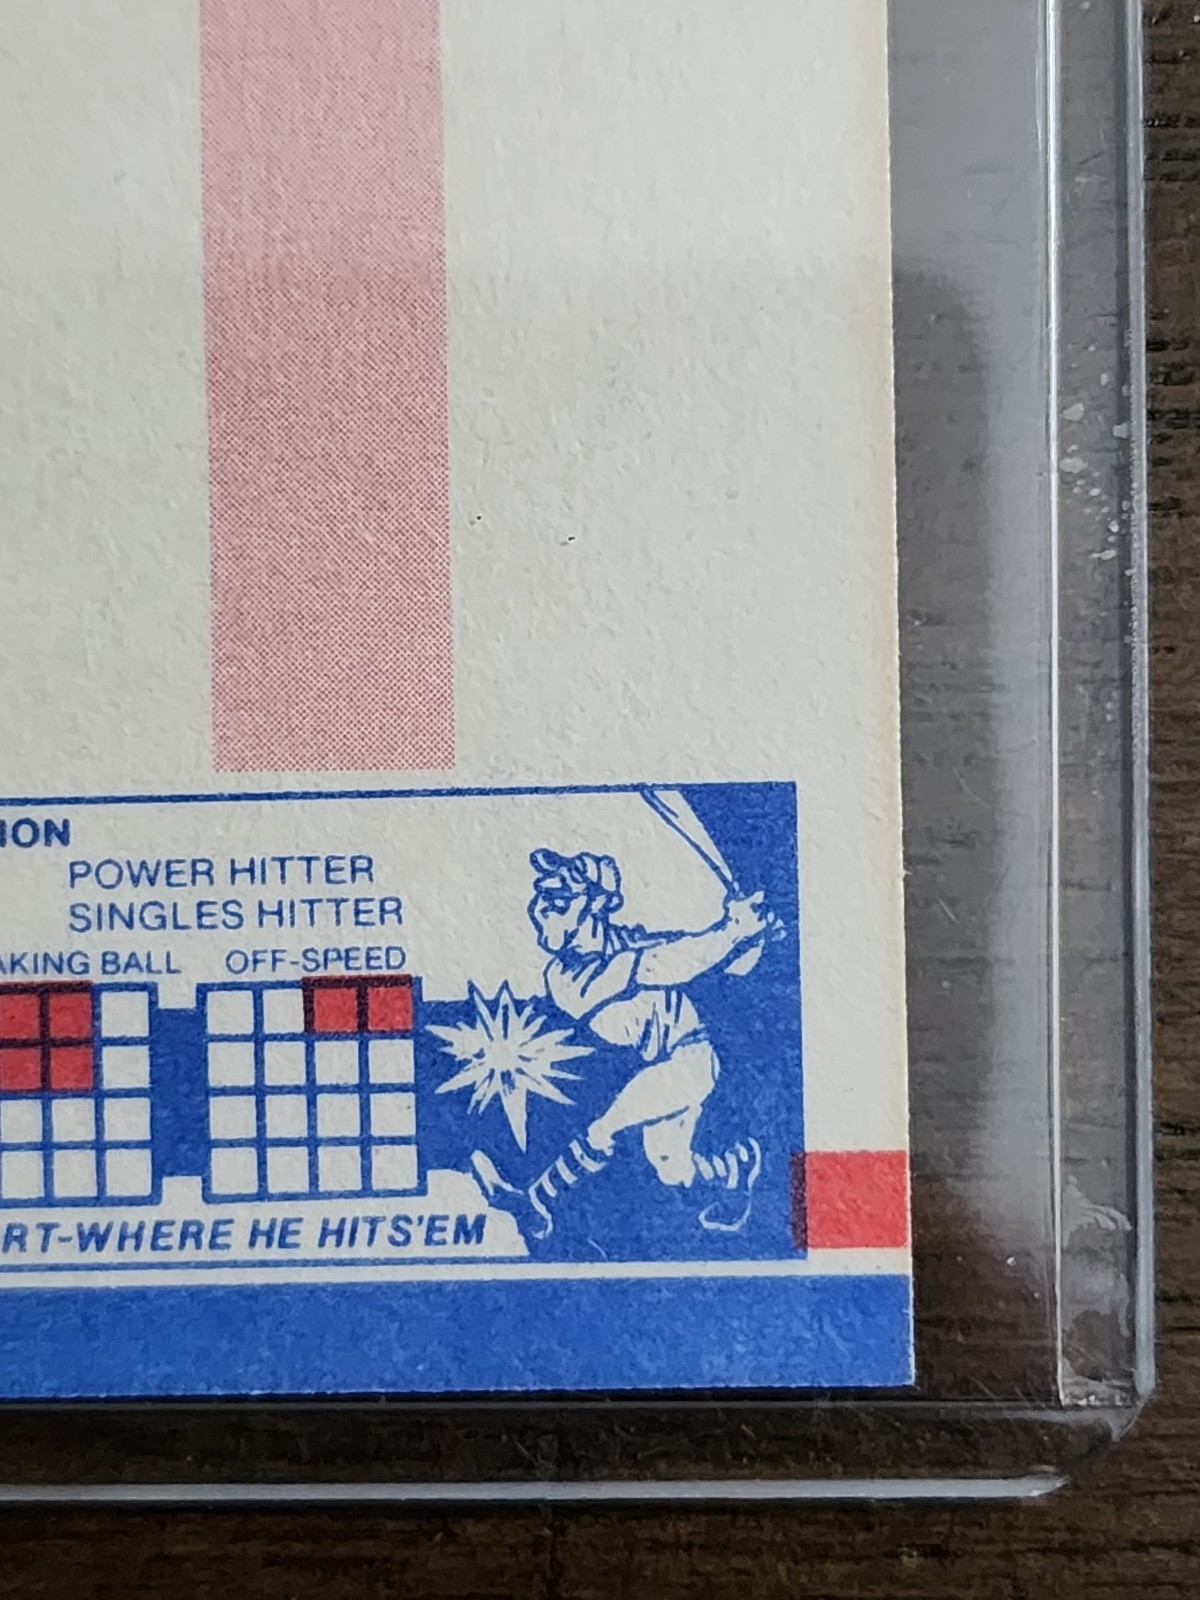 ION
POWER HITTER
SINGLES HITTER
AKING BALL OFF-SPEED
RT-WHERE HE HITS'EM